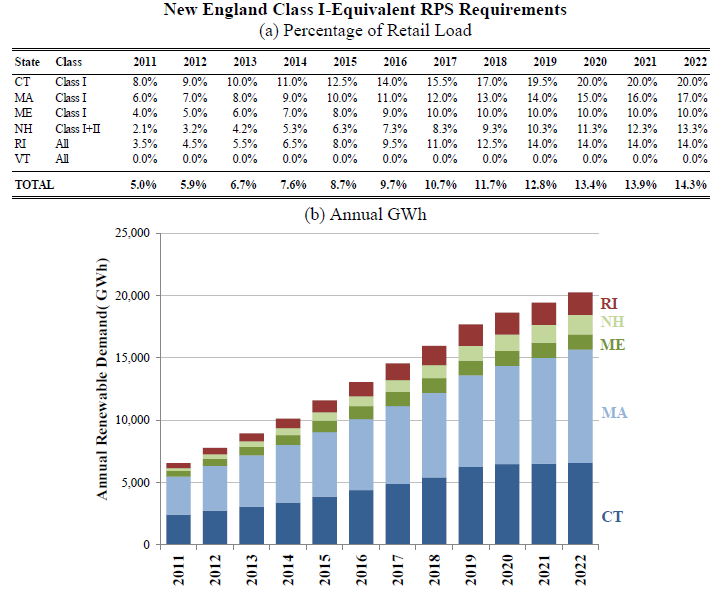 New England Class I-Equivalent RPS Requirements
(a) Percentage of Retail Load
State Class 2011 2012 2013 2014 2015 2016 2017 2018 2019 2020 2021 2022
CT Class I 8.0% 9.0% 10.0% 11.0% 12.5% 14.0% 15.5% 17.0% 19.5% 20.0% 20.0% 20.0%
MA Class I 6.0% 7.0% 8.0% 9.0% 10.0% 11.0% 12.0% 13.0% 14.0% 15.0% 16.0% 17.0%
ME Class I 4.0% 5.0% 6.0% 7.0% 8.0% 9.0% 10.0% 10.0% 10.0% 10.0% 10.0% 10.0%
NH Class I+II 2.1% 3.2% 4.2% 5.3% 6.3% 7.3% 8.3% 9.3% 10.3% 11.3% 12.3% 13.3%
RI All 3.5% 4.5% 5.5% 6.5% 8.0% 9.5% 11.0% 12.5% 14.0% 14.0% 14.0% 14.0%
VT All 0.0% 0.0% 0.0% 0.0% 0.0% 0.0% 0.0% 0.0% 0.0% 0.0% 0.0% 0.0%
TOTAL 5.0% 5.9% 6.7% 7.6% 8.7% 9.7% 10.7% 11.7% 12.8% 13.4% 13.9% 14.3%
(b) Annual GWh
Annual Renewable Demand( GWh)
25,000
20,000
15,000
10,000
5,000
0
RI
NH
ME
MA
CT
2011 2012 2013 2014 2015 2016 2017 2018 2019 2020 2021 2022